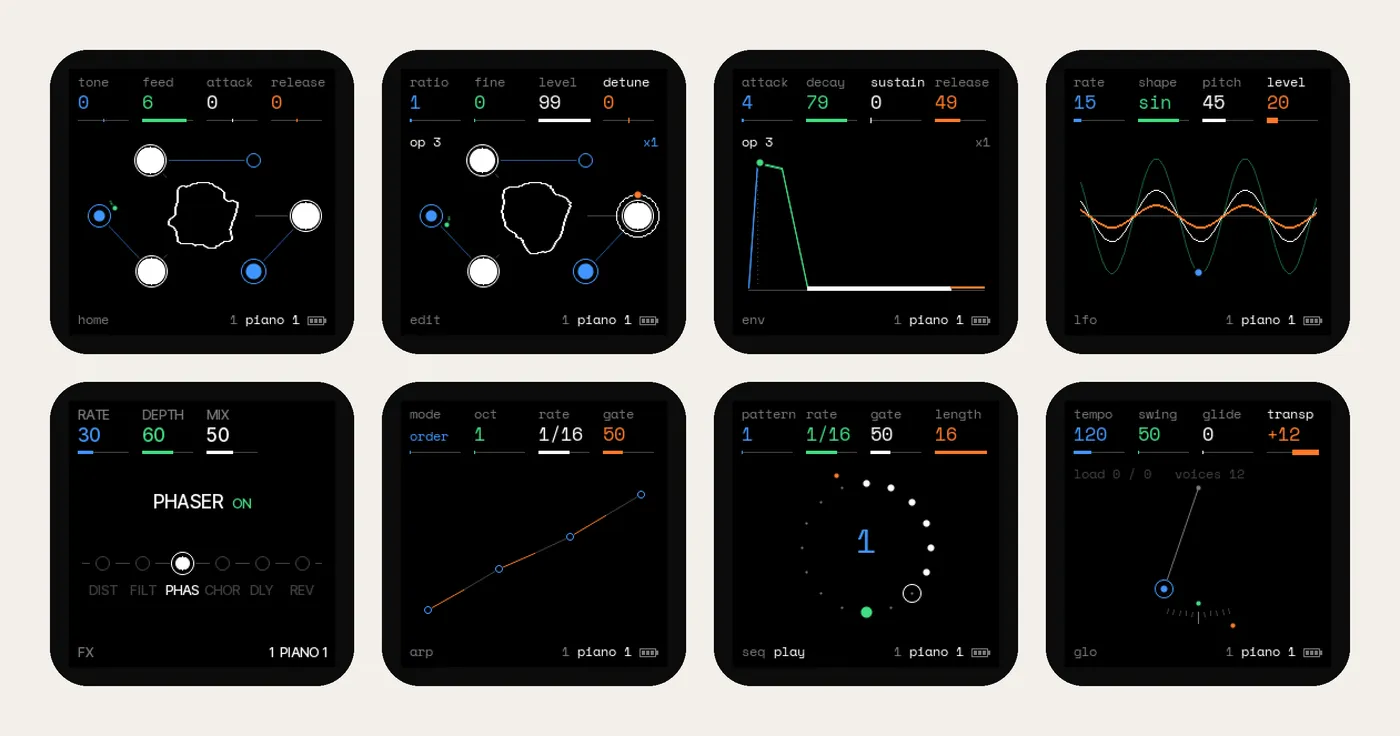 tone feed attack release
0 6 0 0
home 1 piano 1
ratio fine level detune
1 0 99 0
op 3 x1
edit 1 piano 1
attack decay sustain release
4 79 0 49
op 3 x1
env 1 piano 1
rate shape pitch level
15 sin 45 20
lfo 1 piano 1
RATE DEPTH MIX
30 60 50
PHASER ON
DIST FILT PHAS CHOR DLY REV
FX 1 PIANO 1
mode oct rate gate
order 1 1/16 50
arp 1 piano 1
pattern rate gate length
1 1/16 50 16
1
seq play 1 piano 1
tempo swing glide transp
120 50 0 +12
load 0 / 0 voices 12
glo 1 piano 1